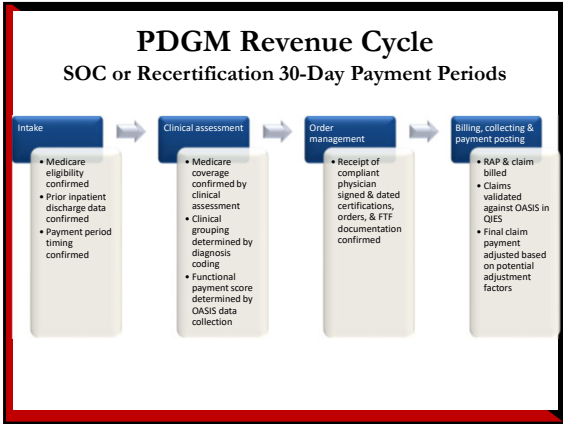 PDGM Revenue Cycle
SOC or Recertification 30-Day Payment Periods
Intake
• Medicare
eligibility
confirmed
• Prior inpatient
discharge data
confirmed
• Payment period
timing
confirmed
Clinical assessment
• Medicare
coverage
confirmed by
clinical
assessment
• Clinical
grouping
determined by
diagnosis
coding
• Functional
payment score
determined by
OASIS data
collection
Order
management
• Receipt of
compliant
physician
signed & dated
certifications,
orders, & FTF
documentation
confirmed
Billing, collecting &
payment posting
• RAP & claim
billed
• Claims
validated
against OASIS in
QIES
• Final claim
payment
adjusted based
on potential
adjustment
factors